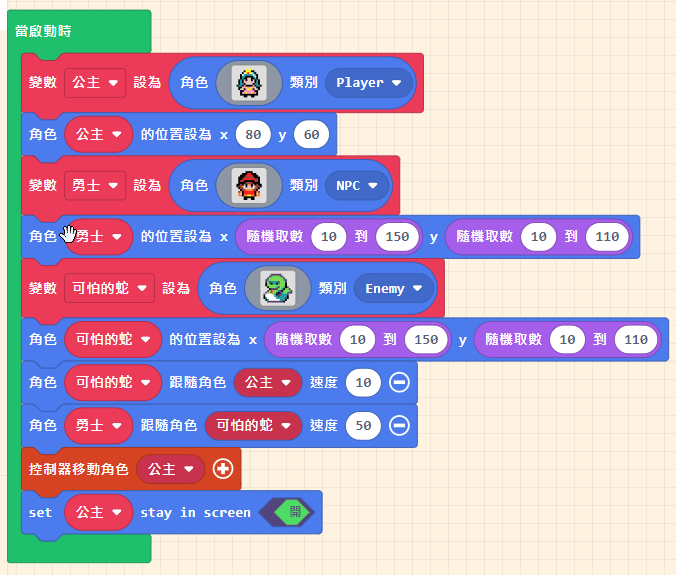 當啟動時
變數 公主 設為 角色 類別 Player
角色 公主 的位置設為 x 80 y 60
變數 勇士 設為 角色 類別 NPC
角色 勇士 的位置設為 x 隨機取數 10 到 150 y 隨機取數 10 到 110
變數 可怕的蛇 設為 角色 類別 Enemy
角色 可怕的蛇 的位置設為 x 隨機取數 10 到 150 y 隨機取數 10 到 110
角色 可怕的蛇 跟隨角色 公主 速度 10
角色 勇士 跟隨角色 可怕的蛇 速度 50
控制器移動角色 公主
set 公主 stay in screen 開